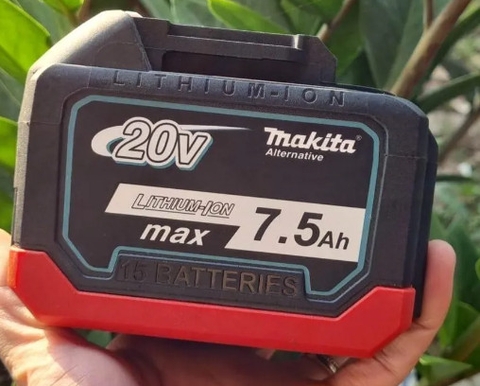 LITHIUM-ION
20V
makita®
Alternative
LITHIUM-ION
max
7.5Ah
15 BATTERIES